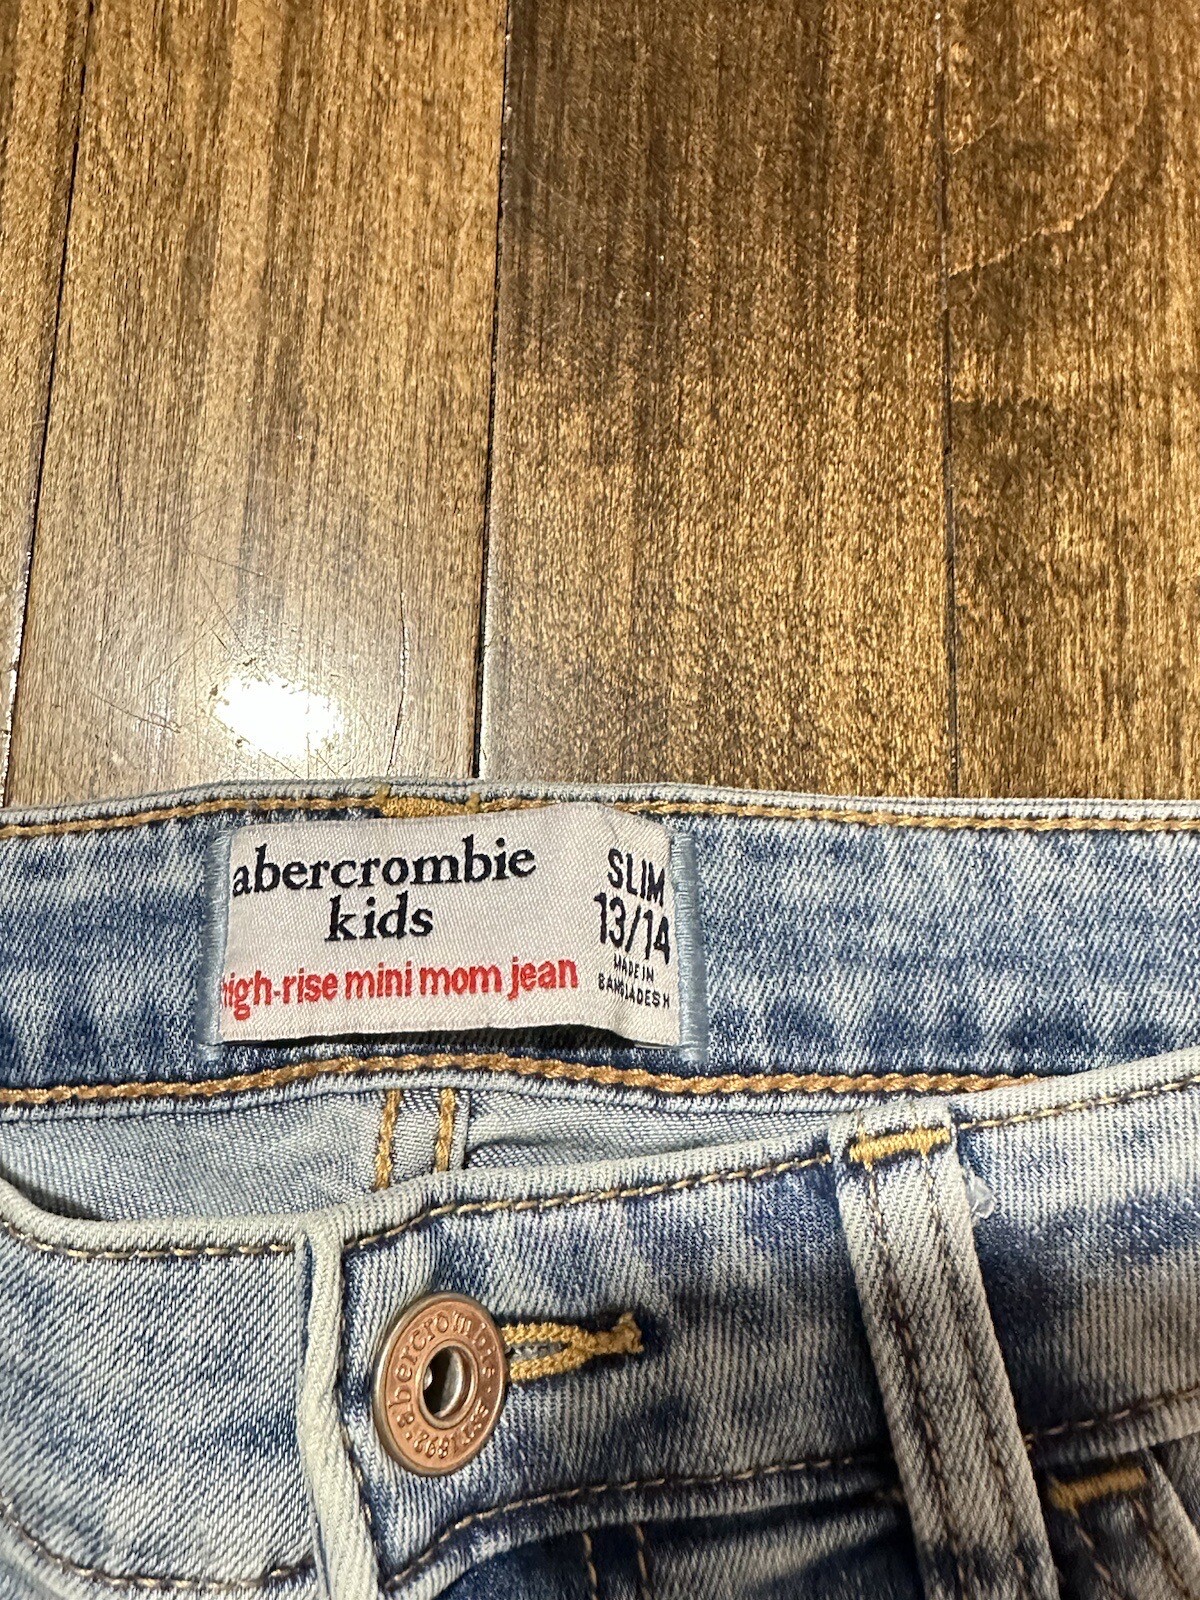 abercrombie
kids
high-rise mini mom jean
SLIM
13/14
MADE IN
BANGLADESH
abercrombie
EST. 1892